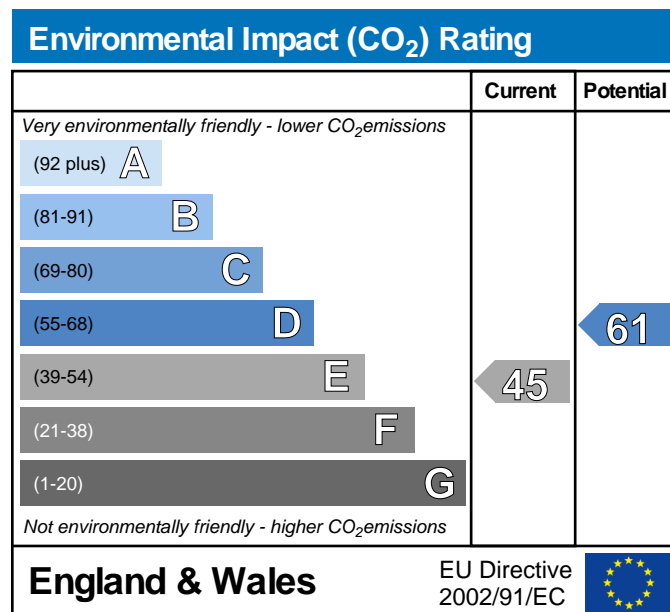 Environmental Impact (CO₂) Rating
Current Potential
Very environmentally friendly - lower CO₂emissions
(92 plus) A
(81-91) B
(69-80) C
(55-68) D 61
(39-54) E 45
(21-38) F
(1-20) G
Not environmentally friendly - higher CO₂emissions
England & Wales
EU Directive
2002/91/EC